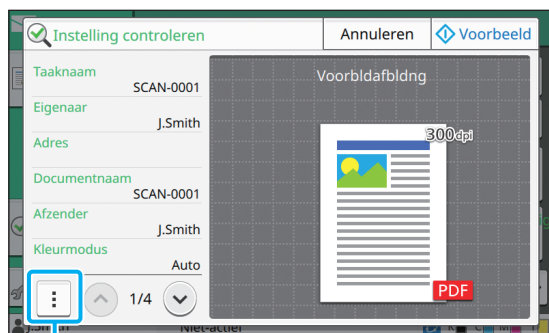 Instelling controleren
Annuleren
Voorbeeld
Taaknaam
SCAN-0001
Eigenaar
J.Smith
Adres
Documentnaam
SCAN-0001
Afzender
J.Smith
Kleurmodus
Auto
1/4
Voorbldafbldng
300dpi
PDF
J.Smith
Niet-actief
K C M